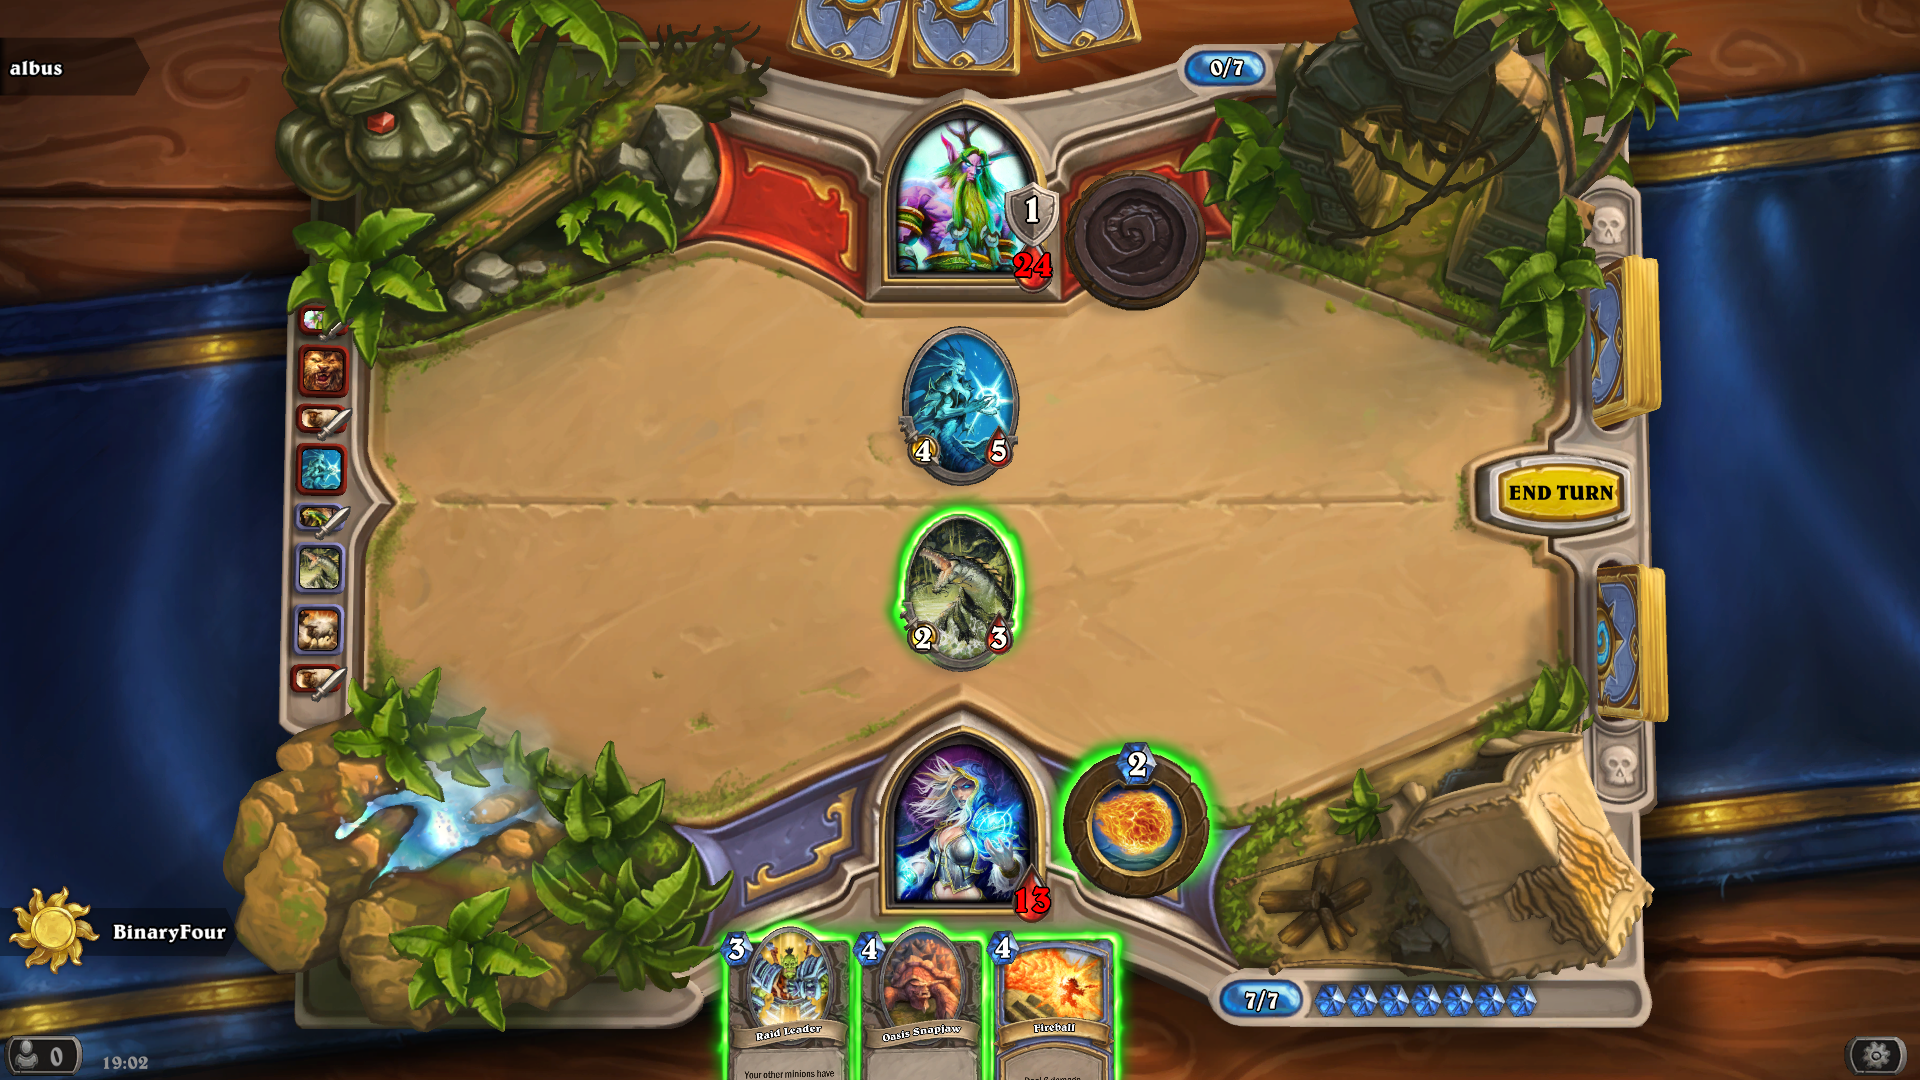 albus
0/7
1
24
4
5
END TURN
2
3
2
13
BinaryFour
3
4
4
Raid Leader
Oasis Snapjaw
Fireball
Your other minions have
7/7
0
19:02